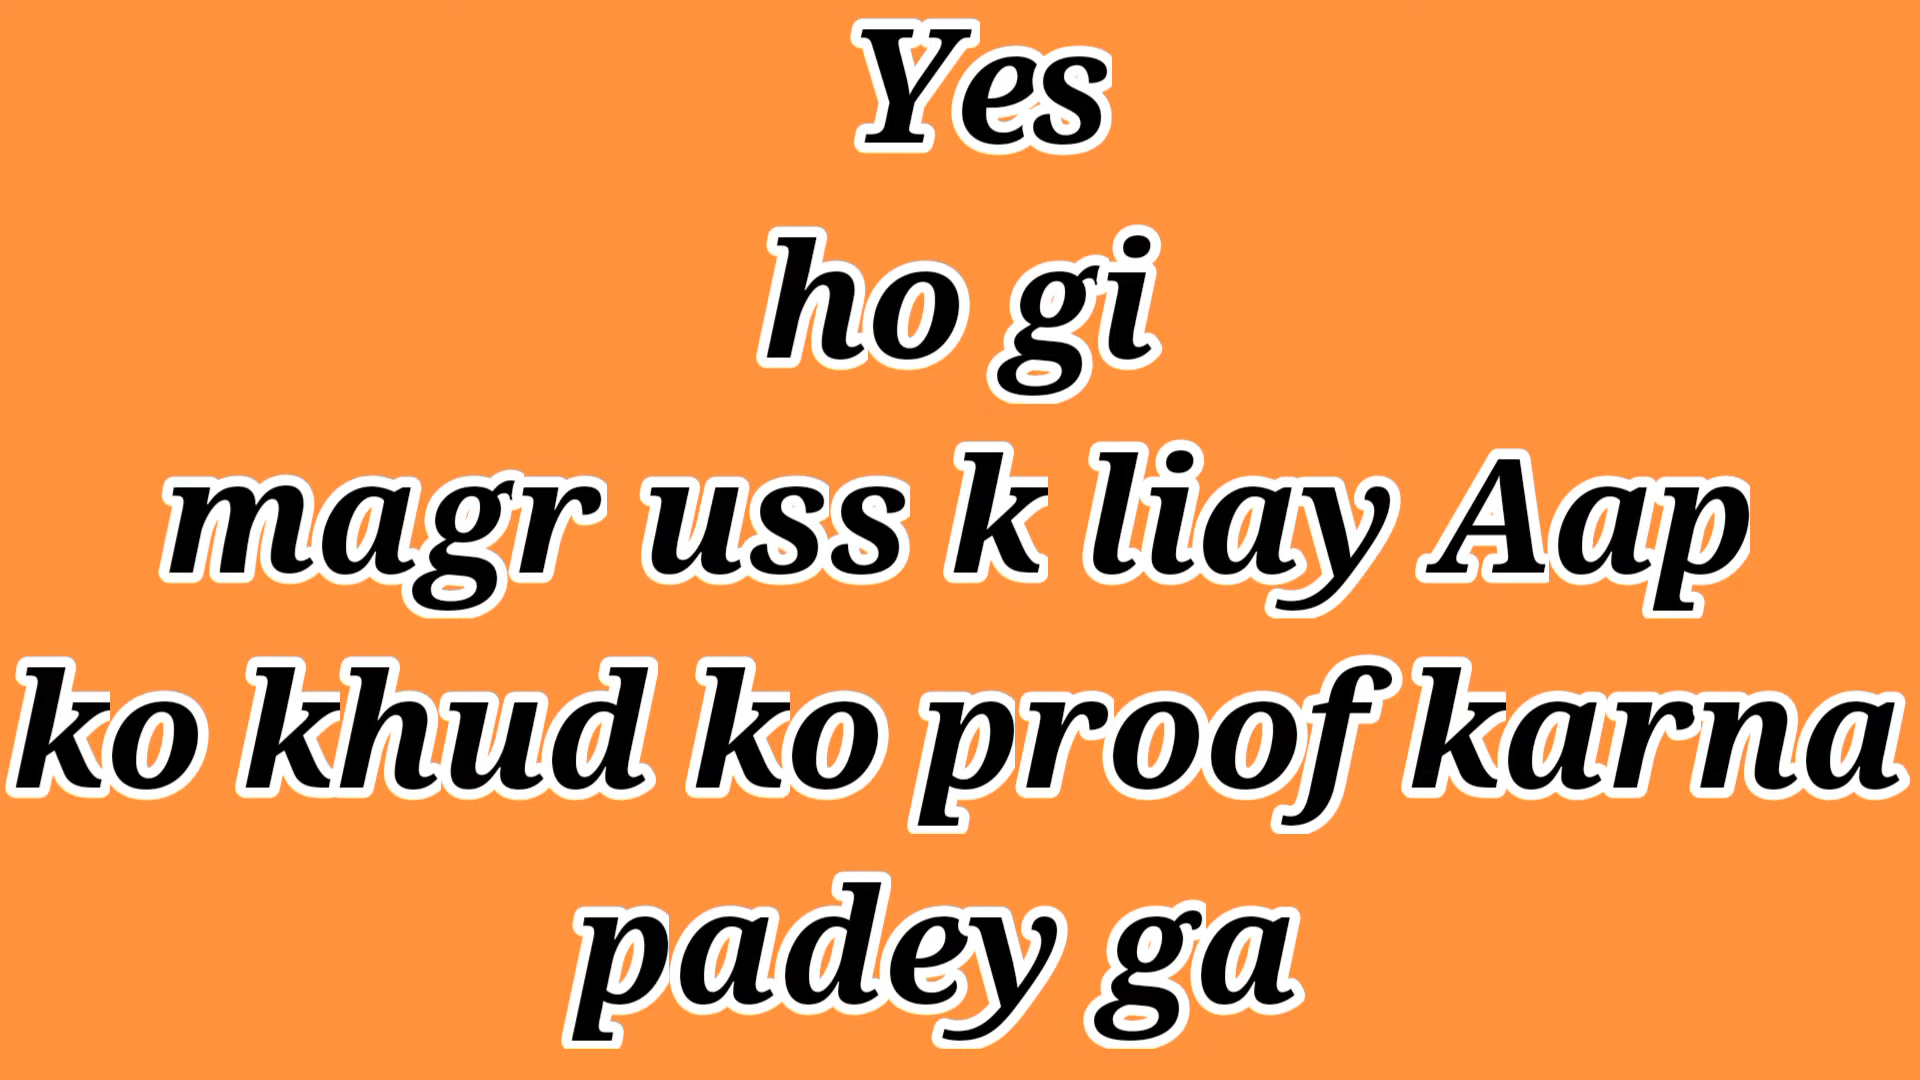 Yes
ho gi
magr uss k liay Aap
ko khud ko proof karna
padey ga